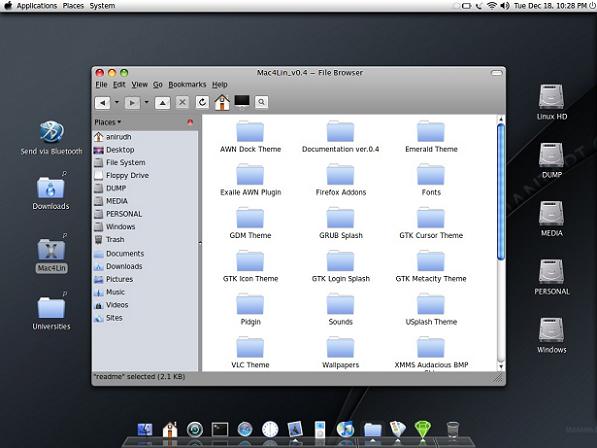 Applications Places System
Tue Dec 18, 10:28 PM
Mac4Lin_v0.4 – File Browser
File Edit View Go Bookmarks Help
Places
anirudh
Desktop
File System
Floppy Drive
DUMP
MEDIA
PERSONAL
Windows
Trash
Documents
Downloads
Pictures
Music
Videos
Sites
AWN Dock Theme
Documentation ver.0.4
Emerald Theme
Exaile AWN Plugin
Firefox Addons
Fonts
GDM Theme
GRUB Splash
GTK Cursor Theme
GTK Icon Theme
GTK Login Splash
GTK Metacity Theme
Pidgin
Sounds
USplash Theme
VLC Theme
Wallpapers
XMMS Audacious BMP
"readme" selected (2.1 KB)
Send via Bluetooth
Downloads
Mac4Lin
Universities
Linux HD
DUMP
MEDIA
PERSONAL
Windows